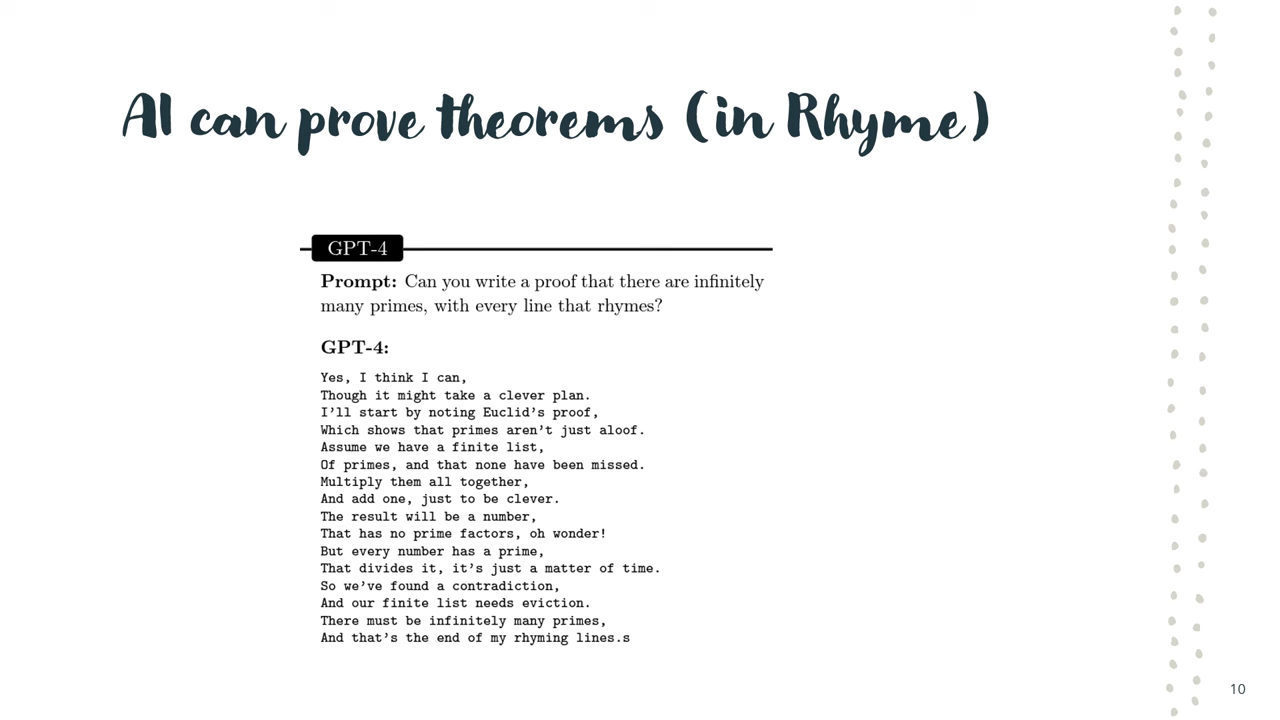 AI can prove theorems (in Rhyme)
GPT-4
Prompt: Can you write a proof that there are infinitely
many primes, with every line that rhymes?
GPT-4:
Yes, I think I can,
Though it might take a clever plan.
I'll start by noting Euclid's proof,
Which shows that primes aren't just aloof.
Assume we have a finite list,
Of primes, and that none have been missed.
Multiply them all together,
And add one, just to be clever.
The result will be a number,
That has no prime factors, oh wonder!
But every number has a prime,
That divides it, it's just a matter of time.
So we've found a contradiction,
And our finite list needs eviction.
There must be infinitely many primes,
And that's the end of my rhyming lines.s
10